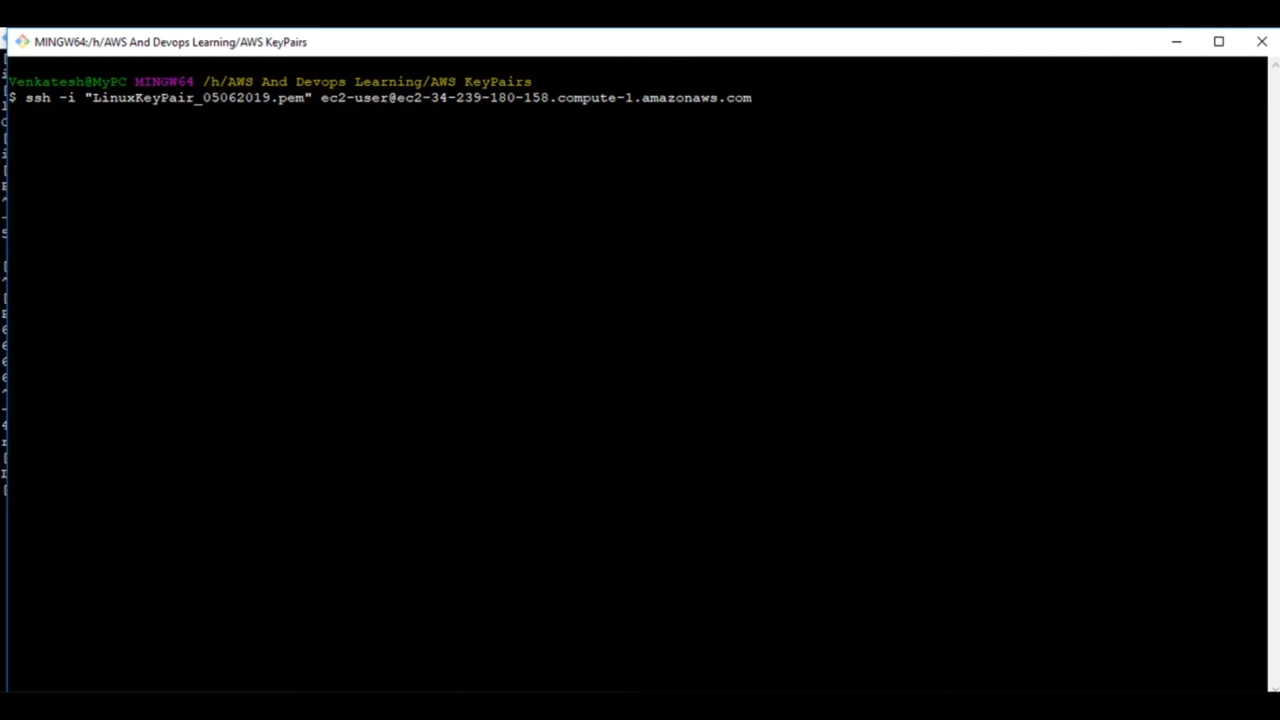 MINGW64:/h/AWS And Devops Learning/AWS KeyPairs
Venkatesh@MyPC MINGW64 /h/AWS And Devops Learning/AWS KeyPairs
$ ssh -i "LinuxKeyPair_05062019.pem" ec2-user@ec2-34-239-180-158.compute-1.amazonaws.com